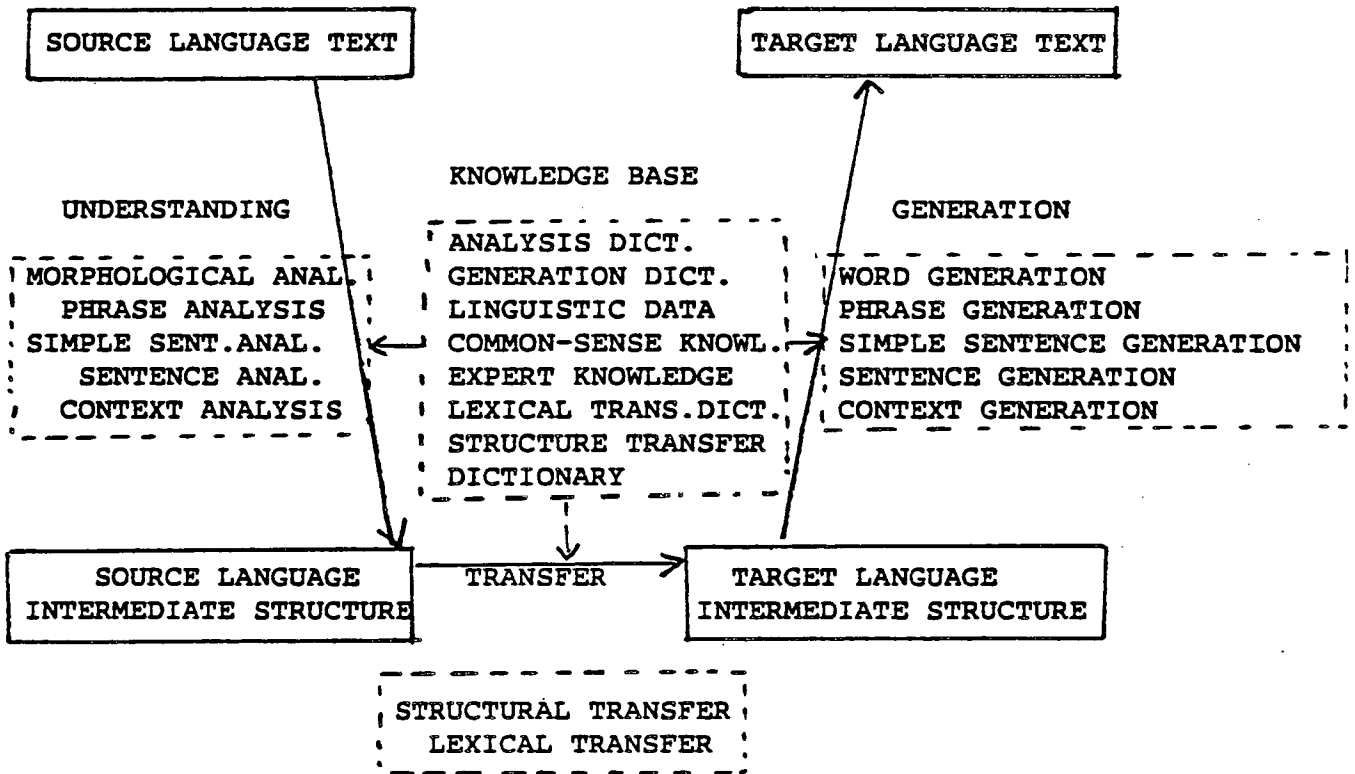 SOURCE LANGUAGE TEXT
TARGET LANGUAGE TEXT
KNOWLEDGE BASE
UNDERSTANDING
GENERATION
MORPHOLOGICAL ANAL.
PHRASE ANALYSIS
SIMPLE SENT.ANAL.
SENTENCE ANAL.
CONTEXT ANALYSIS
ANALYSIS DICT.
GENERATION DICT.
LINGUISTIC DATA
COMMON-SENSE KNOWL.
EXPERT KNOWLEDGE
LEXICAL TRANS.DICT.
STRUCTURE TRANSFER
DICTIONARY
WORD GENERATION
PHRASE GENERATION
SIMPLE SENTENCE GENERATION
SENTENCE GENERATION
CONTEXT GENERATION
SOURCE LANGUAGE
INTERMEDIATE STRUCTURE
TRANSFER
TARGET LANGUAGE
INTERMEDIATE STRUCTURE
STRUCTURAL TRANSFER
LEXICAL TRANSFER